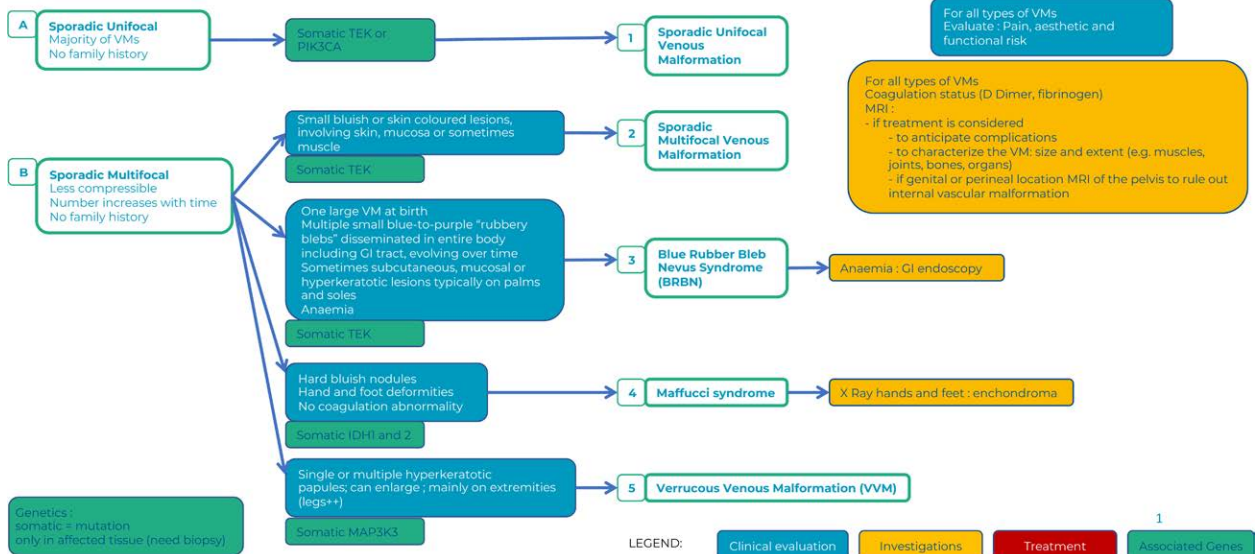 A
Sporadic Unifocal
Majority of VMs
No family history
Somatic TEK or
PIK3CA
1
Sporadic Unifocal
Venous
Malformation
For all types of VMs
Evaluate : Pain, aesthetic and
functional risk
For all types of VMs
Coagulation status (D Dimer, fibrinogen)
MRI :
- if treatment is considered
- to anticipate complications
- to characterize the VM: size and extent (e.g. muscles,
joints, bones, organs)
- if genital or perineal location MRI of the pelvis to rule out
internal vascular malformation
B
Sporadic Multifocal
Less compressible
Number increases with time
No family history
Small bluish or skin coloured lesions,
involving skin, mucosa or sometimes
muscle
Somatic TEK
2
Sporadic
Multifocal Venous
Malformation
One large VM at birth
Multiple small blue-to-purple “rubbery
blebs” disseminated in entire body
including GI tract, evolving over time
Sometimes subcutaneous, mucosal or
hyperkeratotic lesions typically on palms
and soles
Anaemia
Somatic TEK
3
Blue Rubber Bleb
Nevus Syndrome
(BRBN)
Anaemia : GI endoscopy
Hard bluish nodules
Hand and foot deformities
No coagulation abnormality
Somatic IDH1 and 2
4
Maffucci syndrome
X Ray hands and feet : enchondroma
Single or multiple hyperkeratotic
papules; can enlarge ; mainly on extremities
(legs++)
Somatic MAP3K3
5
Verrucous Venous Malformation (VVM)
Genetics :
somatic = mutation
only in affected tissue (need biopsy)
1
LEGEND:
Clinical evaluation
Investigations
Treatment
Associated Genes